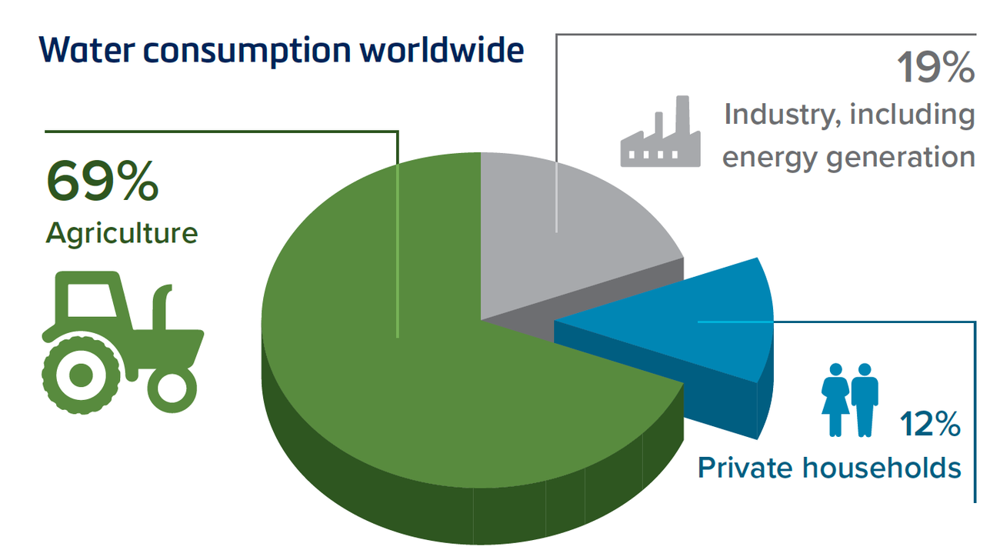 Water consumption worldwide
19%
Industry, including
energy generation
69%
Agriculture
12%
Private households